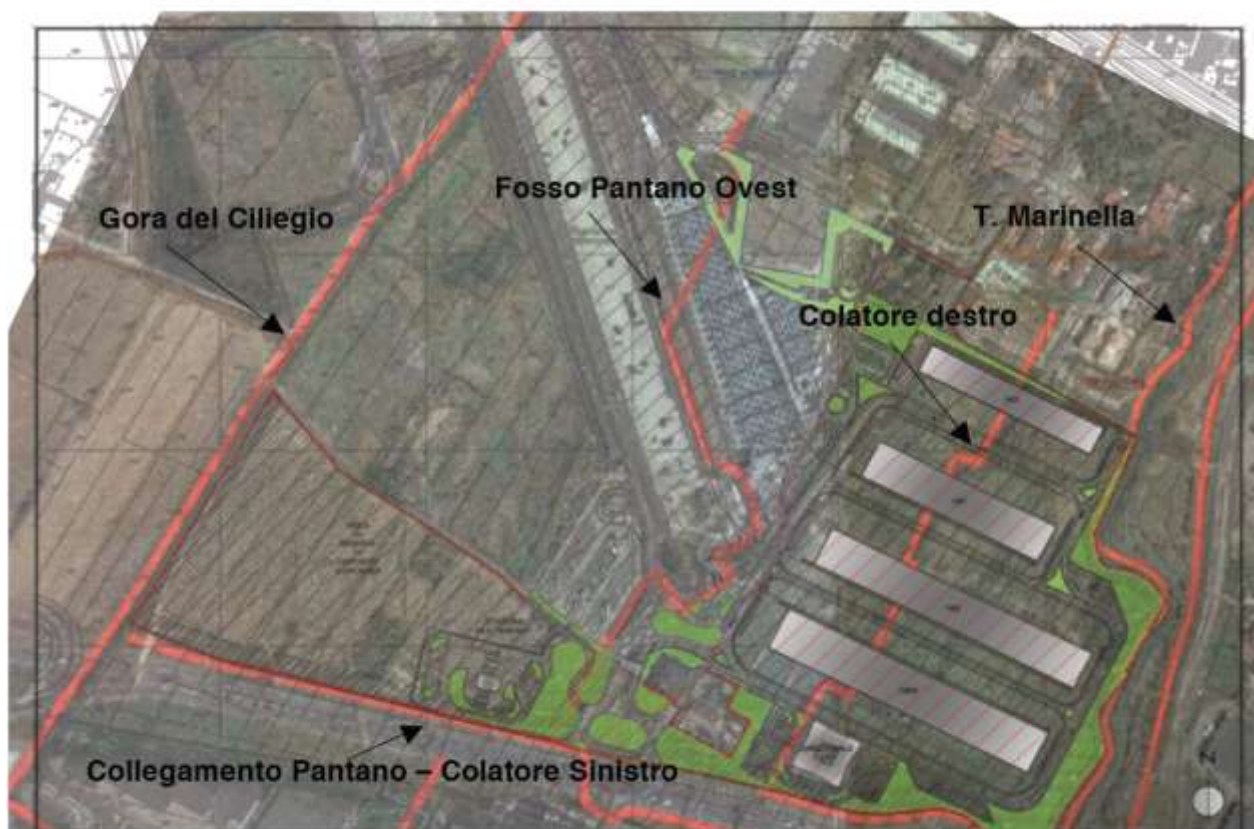 Fosso Pantano Ovest
Gora del Ciliegio
T. Marinella
Colatore destro
Collegamento Pantano – Colatore Sinistro
Z